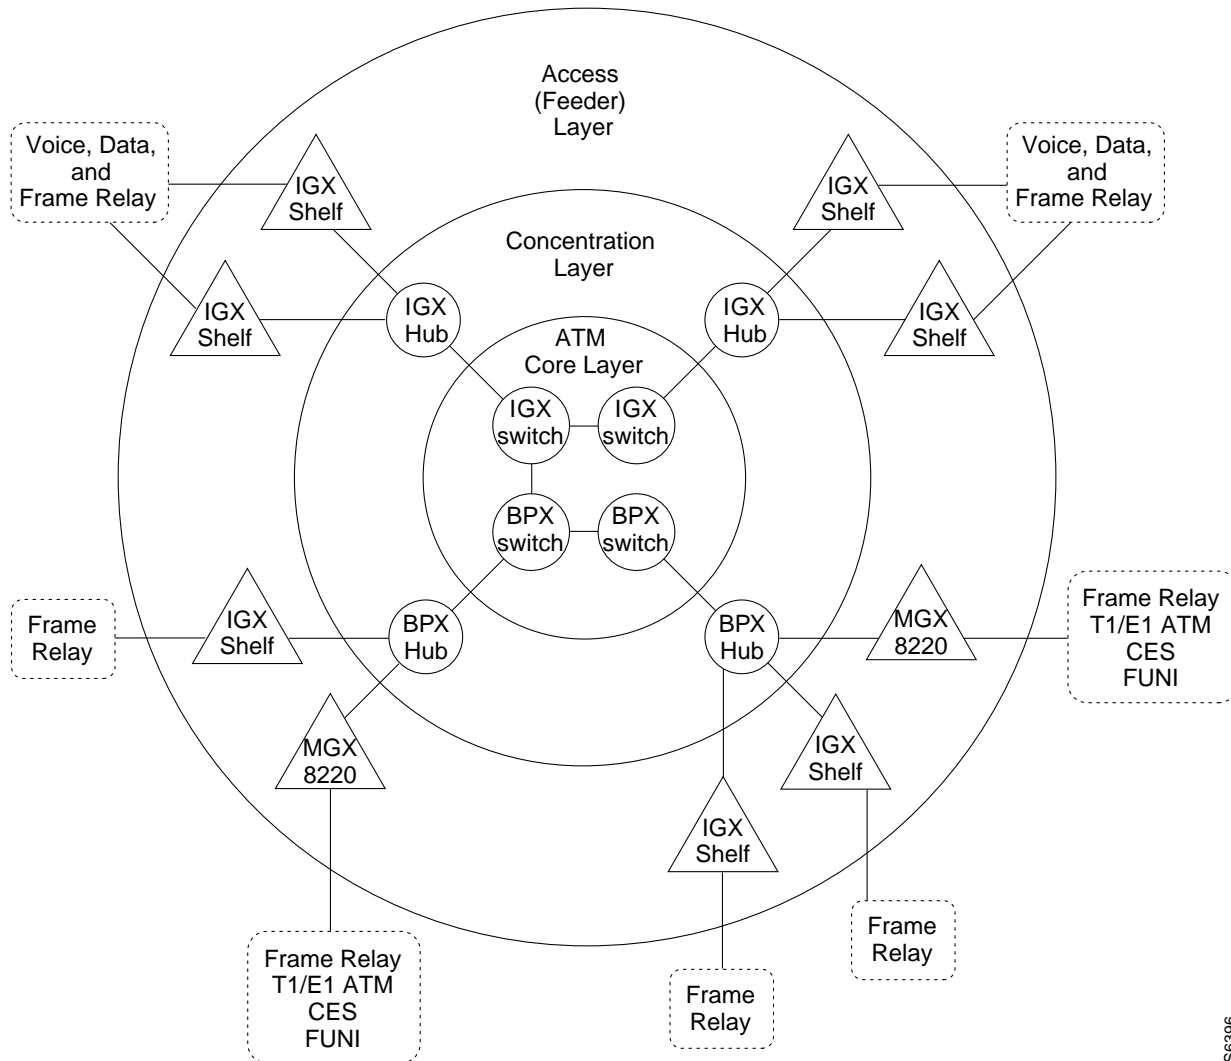 Access
(Feeder)
Layer
Voice, Data,
and
Frame Relay
IGX
Shelf
IGX
Shelf
Voice, Data,
and
Frame Relay
Concentration
Layer
IGX
Shelf
IGX
Hub
IGX
Hub
IGX
Shelf
ATM
Core Layer
IGX
switch
IGX
switch
BPX
switch
BPX
switch
Frame
Relay
IGX
Shelf
BPX
Hub
BPX
Hub
MGX
8220
Frame Relay
T1/E1 ATM
CES
FUNI
MGX
8220
IGX
Shelf
IGX
Shelf
Frame Relay
T1/E1 ATM
CES
FUNI
Frame
Relay
Frame
Relay
S6396